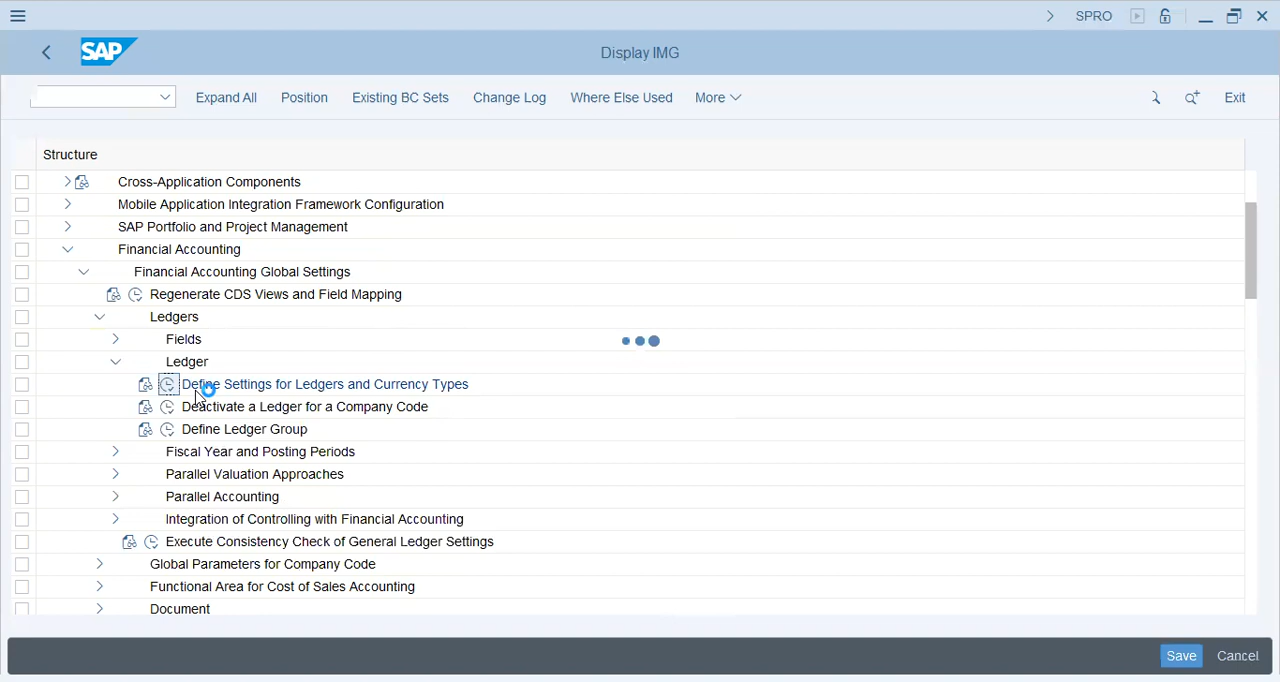 SPRO
SAP
Display IMG
Expand All Position Existing BC Sets Change Log Where Else Used More Exit
Structure
Cross-Application Components
Mobile Application Integration Framework Configuration
SAP Portfolio and Project Management
Financial Accounting
Financial Accounting Global Settings
Regenerate CDS Views and Field Mapping
Ledgers
Fields
Ledger
Define Settings for Ledgers and Currency Types
Deactivate a Ledger for a Company Code
Define Ledger Group
Fiscal Year and Posting Periods
Parallel Valuation Approaches
Parallel Accounting
Integration of Controlling with Financial Accounting
Execute Consistency Check of General Ledger Settings
Global Parameters for Company Code
Functional Area for Cost of Sales Accounting
Document
Save Cancel